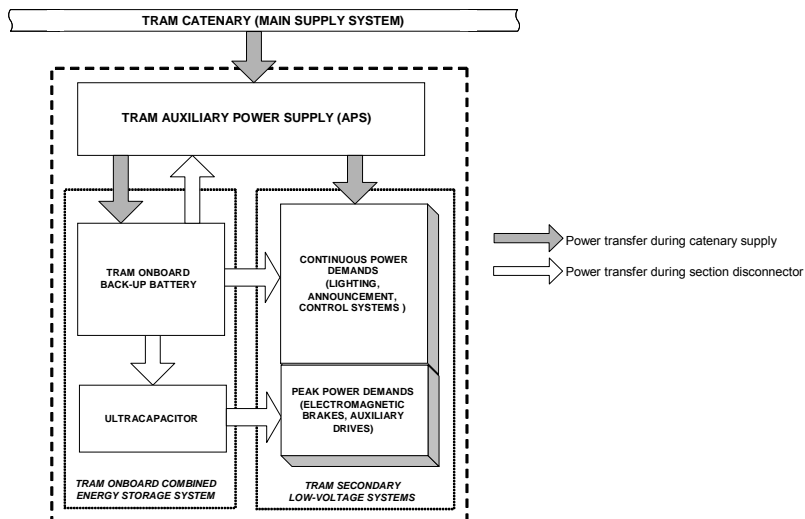 TRAM CATENARY (MAIN SUPPLY SYSTEM)
TRAM AUXILIARY POWER SUPPLY (APS)
TRAM ONBOARD
BACK-UP BATTERY
CONTINUOUS POWER
DEMANDS
(LIGHTING,
ANNOUNCEMENT,
CONTROL SYSTEMS )
ULTRACAPACITOR
PEAK POWER DEMANDS
(ELECTROMAGNETIC
BRAKES, AUXILIARY
DRIVES)
TRAM ONBOARD COMBINED
ENERGY STORAGE SYSTEM
TRAM SECONDARY
LOW-VOLTAGE SYSTEMS
Power transfer during catenary supply
Power transfer during section disconnector